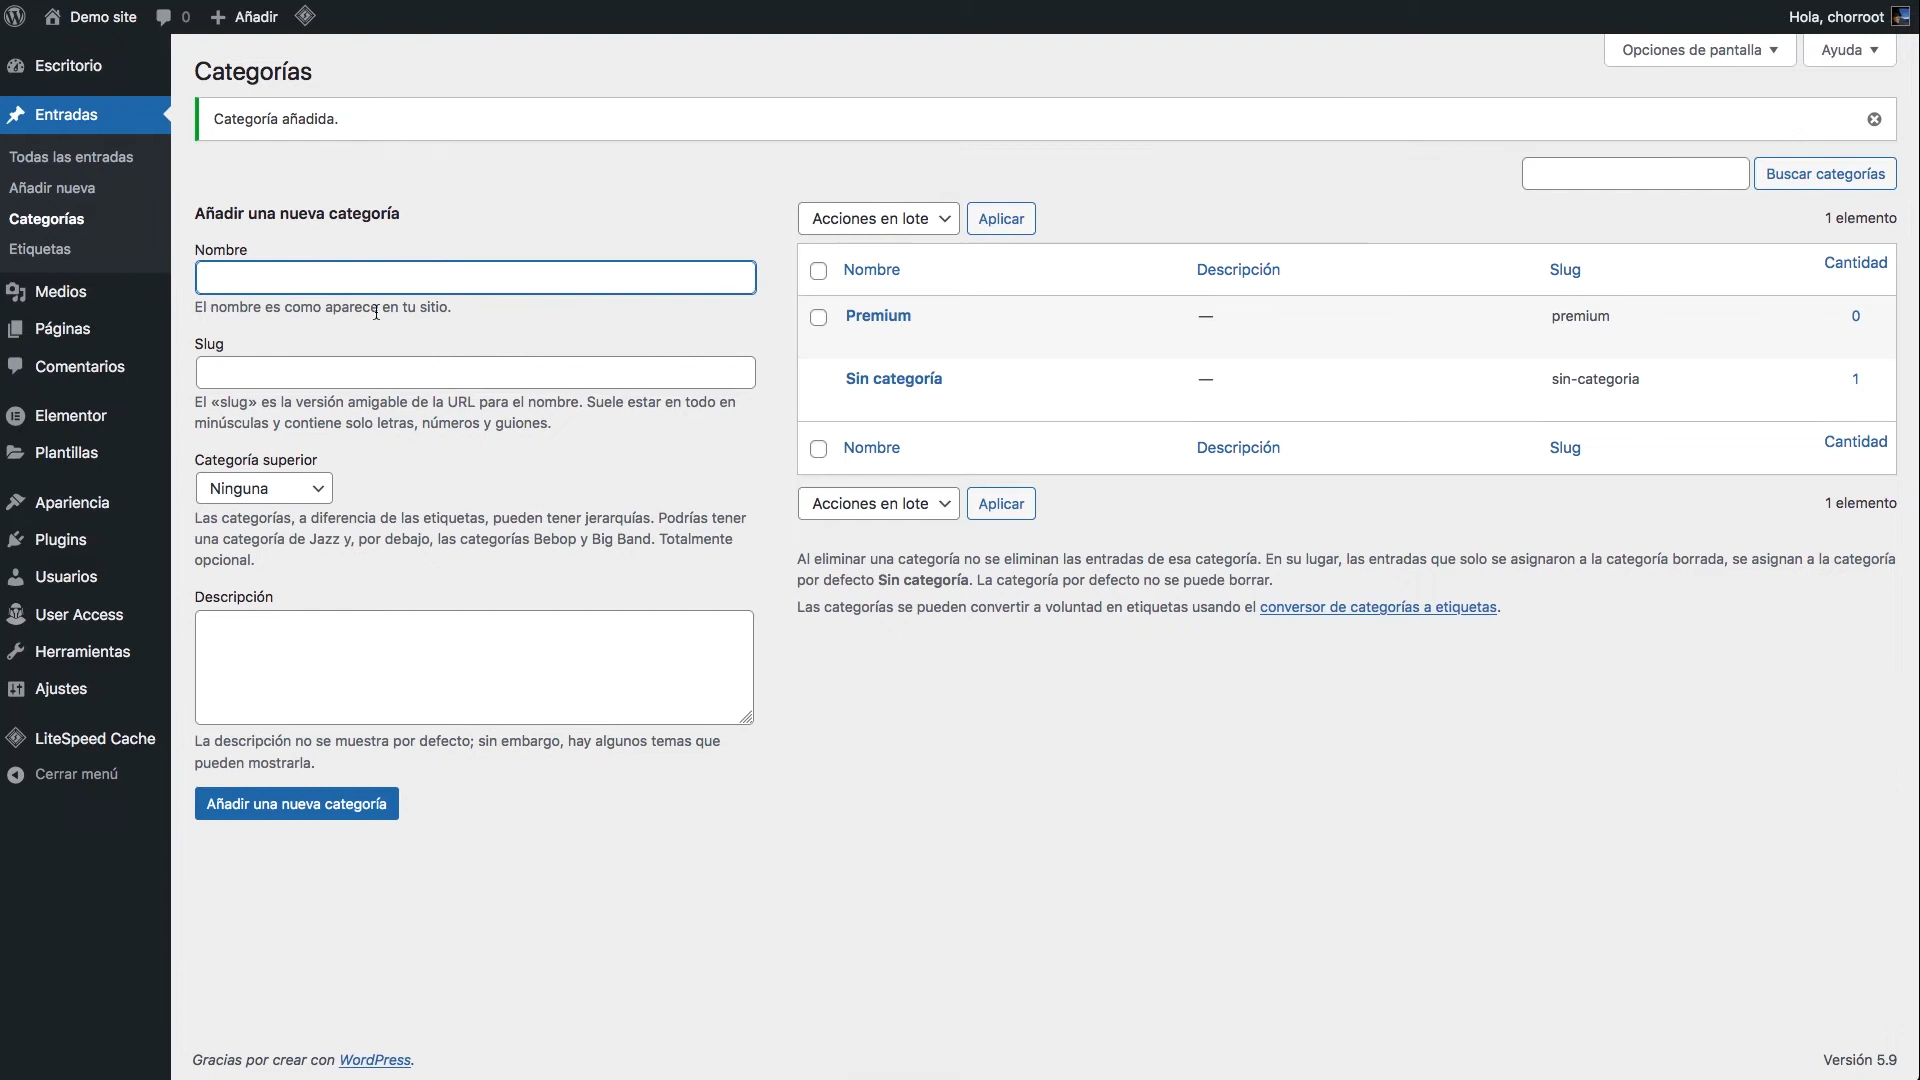 Demo site
0
Añadir
Hola, chorroot
Opciones de pantalla
Ayuda
Escritorio
Entradas
Todas las entradas
Añadir nueva
Categorías
Etiquetas
Medios
Páginas
Comentarios
Elementor
Plantillas
Apariencia
Plugins
Usuarios
User Access
Herramientas
Ajustes
LiteSpeed Cache
Cerrar menú
Categorías
Categoría añadida.
Buscar categorías
Añadir una nueva categoría
Nombre
El nombre es como aparece en tu sitio.
Slug
El «slug» es la versión amigable de la URL para el nombre. Suele estar en todo en
minúsculas y contiene solo letras, números y guiones.
Categoría superior
Ninguna
Las categorías, a diferencia de las etiquetas, pueden tener jerarquías. Podrías tener
una categoría de Jazz y, por debajo, las categorías Bebop y Big Band. Totalmente
opcional.
Descripción
La descripción no se muestra por defecto; sin embargo, hay algunos temas que
pueden mostrarla.
Añadir una nueva categoría
Acciones en lote
Aplicar
1 elemento
Nombre Descripción Slug Cantidad
Premium — premium 0
Sin categoría — sin-categoria 1
Nombre Descripción Slug Cantidad
Acciones en lote
Aplicar
1 elemento
Al eliminar una categoría no se eliminan las entradas de esa categoría. En su lugar, las entradas que solo se asignaron a la categoría borrada, se asignan a la categoría
por defecto Sin categoría. La categoría por defecto no se puede borrar.
Las categorías se pueden convertir a voluntad en etiquetas usando el conversor de categorías a etiquetas.
Gracias por crear con WordPress.
Versión 5.9